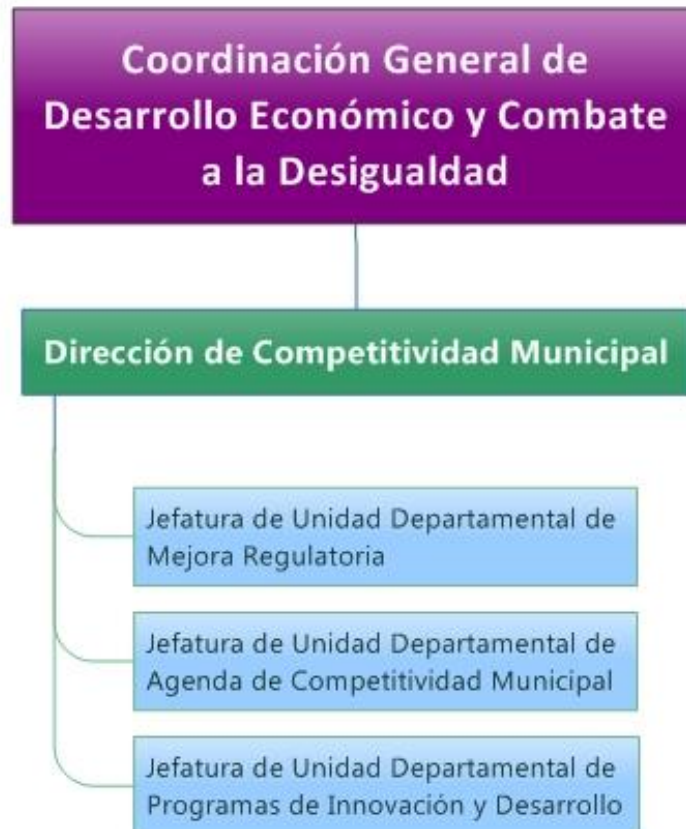 Coordinación General de
Desarrollo Económico y Combate
a la Desigualdad
Dirección de Competitividad Municipal
Jefatura de Unidad Departamental de
Mejora Regulatoria
Jefatura de Unidad Departamental de
Agenda de Competitividad Municipal
Jefatura de Unidad Departamental de
Programas de Innovación y Desarrollo